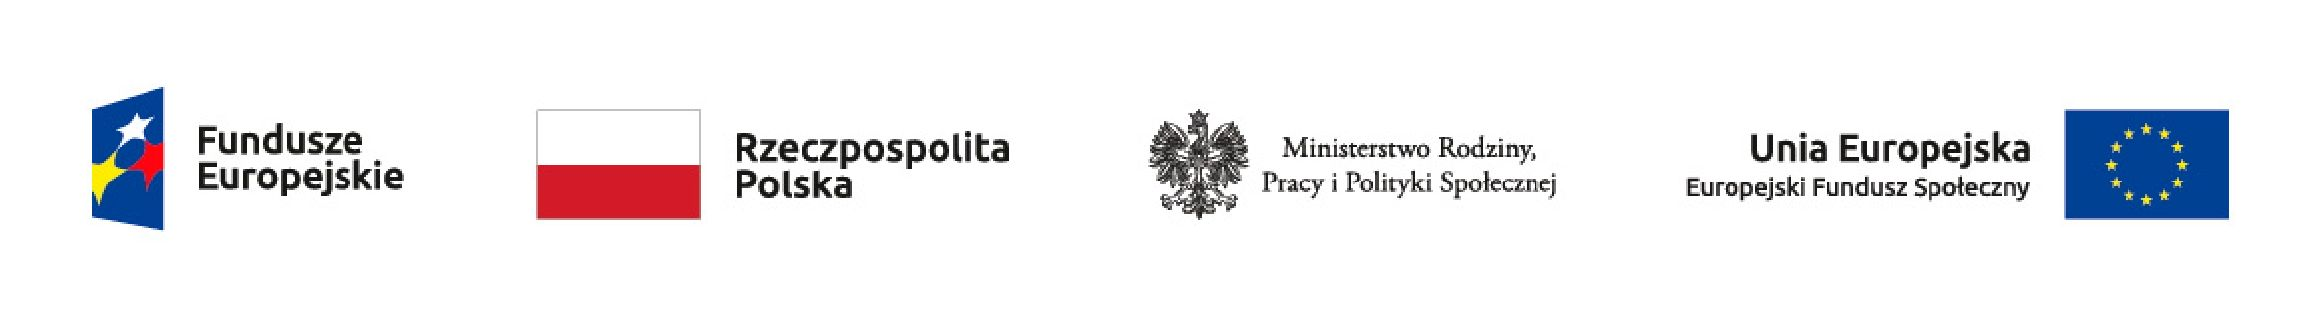 Fundusze
Europejskie
Rzeczpospolita
Polska
Ministerstwo Rodziny,
Pracy i Polityki Społecznej
Unia Europejska
Europejski Fundusz Społeczny